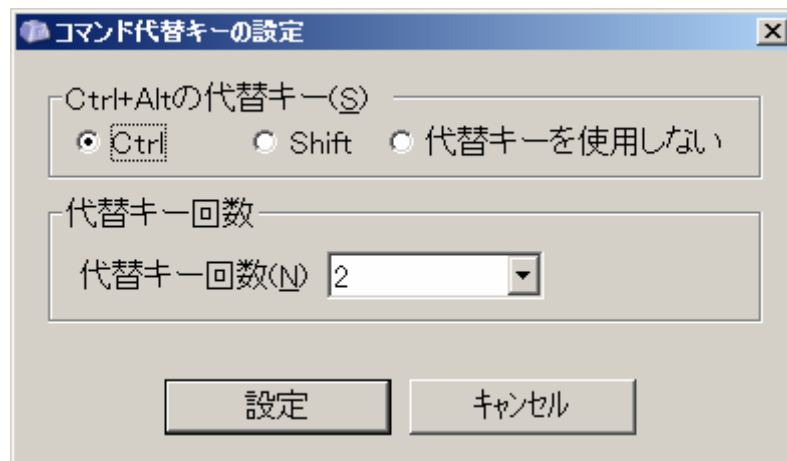 コマンド代替キーの設定
Ctrl+Altの代替キー(S)
Ctrl Shift 代替キーを使用しない
代替キー回数
代替キー回数(N) 2
設定 キャンセル